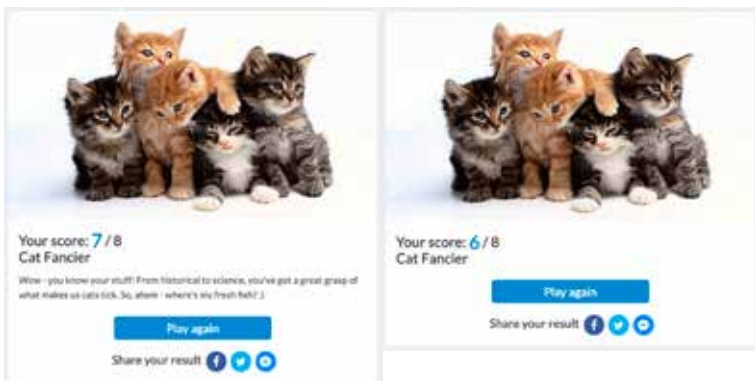 Your score: 7 / 8
Cat Fancier
Wow - you know your stuff! From historical to science, you've got a great grasp of
what makes us cats tick. So, ahem - where's my fresh fish? ;)
Play again
Share your result
Your score: 6 / 8
Cat Fancier
Play again
Share your result